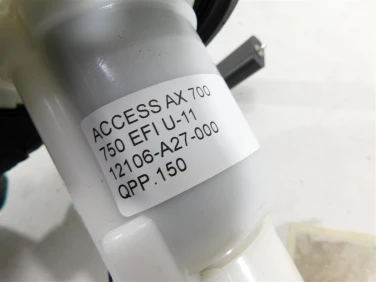 ACCESS AX 700
750 EFI U-11
12106-A27-000
QPP.150